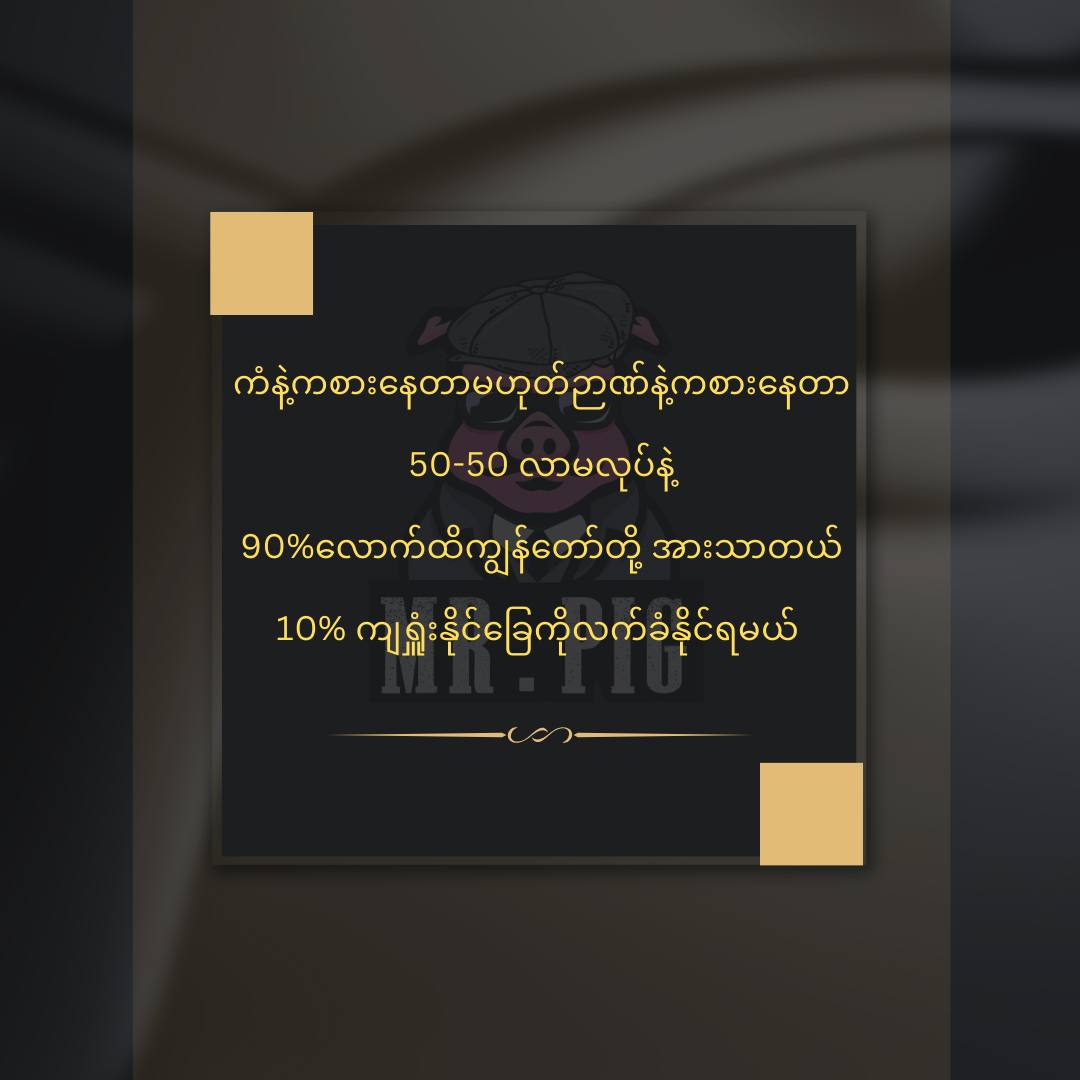 ကံနဲ့ကစားနေတာမဟုတ်ဉာဏ်နဲ့ကစားနေတာ
50-50 လာမလုပ်နဲ့
90%လောက်ထိကျွန်တော်တို့ အားသာတယ်
10% ကျရှုံးနိုင်ခြေကိုလက်ခံနိုင်ရမယ်
MR.PIG